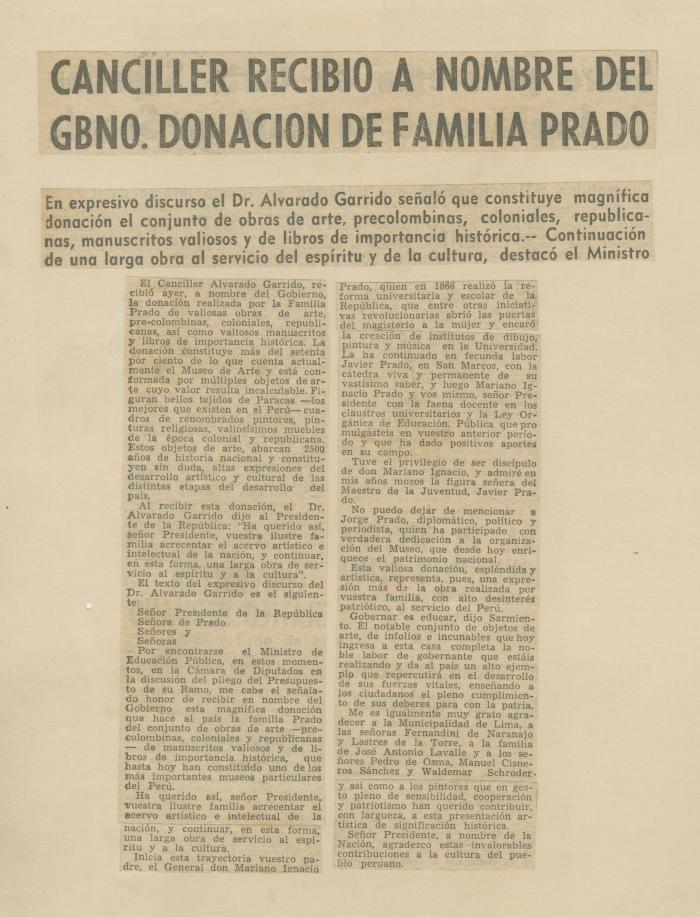 CANCILLER RECIBIO A NOMBRE DEL
GBNO. DONACION DE FAMILIA PRADO
En expresivo discurso el Dr. Alvarado Garrido señaló que constituye magnífica
donación el conjunto de obras de arte, precolombinas, coloniales, republica-
nas, manuscritos valiosos y de libros de importancia histórica.-- Continuación
de una larga obra al servicio del espíritu y de la cultura, destacó el Ministro
El Canciller Alvarado Garrido, re-
cibió ayer, a nombre del Gobierno,
la donación realizada por la Familia
Prado de valiosas obras de arte,
pre-colombinas, coloniales, republi-
canas, así como valiosos manuscritos
y libros de importancia histórica. La
donación constituye más del setenta
por ciento de lo que cuenta actual-
mente el Museo de Arte y está con-
formada por múltiples objetos de ar-
te cuyo valor resulta incalculable. Fi-
guran bellos tejidos de Paracas —los
mejores que existen en el Perú— cua-
dros de renombrados pintores, pin-
turas religiosas, valiosísimos muebles
de la época colonial y republicana.
Estos objetos de arte, abarcan 2500
años de historia nacional y constitu-
yen sin duda, altas expresiones del
desarrollo artístico y cultural de las
distintas etapas del desarrollo del
país.
Al recibir esta donación, el Dr.
Alvarado Garrido dijo al Presiden-
te de la República: "Ha querido así,
señor Presidente, vuestra ilustre fa-
milia acrecentar el acervo artístico e
intelectual de la nación, y continuar,
en esta forma, una larga obra de ser-
vicio al espíritu y a la cultura".
El texto del expresivo discurso del
Dr. Alvarado Garrido es el siguien-
te:
Señor Presidente de la República
Señora de Prado
Señores y
Señoras
Por encontrarse el Ministro de
Educación Pública, en estos momen-
tos, en la Cámara de Diputados en
la discusión del pliego del Presupues-
to de su Ramo, me cabe el señala-
do honor de recibir en nombre del
Gobierno esta magnífica donación
que hace al país la familia Prado
del conjunto de obras de arte —pre-
colombinas, coloniales y republicanas
— de manuscritos valiosos y de li-
bros de importancia histórica, que
hasta hoy han constituído uno de los
más importantes museos particulares
del Perú.
Ha querido así, señor Presidente,
vuestra ilustre familia acrecentar el
acervo artístico e intelectual de la
nación, y continuar, en esta forma,
una larga obra de servicio al espí-
ritu y a la cultura.
Inicia esta trayectoria vuestro pa-
dre, el General don Mariano Ignacio
Prado, quien en 1866 realizó la re-
forma universitaria y escolar de la
República, que entre otras iniciati-
vas revolucionarias abrió las puertas
del magisterio a la mujer y encaró
la creación de institutos de dibujo,
pintura y música en la Universidad.
La ha continuado en fecunda labor
Javier Prado, en San Marcos, con la
cátedra viva y permanente de su
vastísimo saber, y luego Mariano Ig-
nacio Prado y vos mismo, señor Pre-
sidente con la faena docente en los
claustros universitarios y la Ley Or-
gánica de Educación. Pública que pro
mulgásteis en vuestro anterior perío-
do y que ha dado positivos aportes
en su campo.
Tuve el privilegio de ser discípulo
de don Mariano Ignacio, y admiré en
mis años mozos la figura señera del
Maestro de la Juventud, Javier Pra-
do.
No puedo dejar de mencionar a
Jorge Prado, diplomático, político y
periodista, quien ha participado con
verdadera dedicación a la organiza-
ción del Museo, que desde hoy enri-
quece el patrimonio nacional.
Esta valiosa donación, espléndida y
artística, representa, pues, una expre-
sión más de la obra realizada por
vuestra familia, con alto desinterés
patriótico, al servicio del Perú.
Gobernar es educar, dijo Sarmien-
to. El notable conjunto de objetos de
arte, de infolios e incunables que hoy
ingresa a esta casa completa la no-
ble labor de gobernante que estáis
realizando y da al país un alto ejem-
plo que repercutirá en el desarrollo
de sus fuerzas vitales, enseñando a
los ciudadanos el pleno cumplimien-
to de sus deberes para con la patria.
Me es igualmente muy grato agra-
decer a la Municipalidad de Lima, a
las señoras Fernandini de Naranjo
y Lastres de la Torre, a la familia
de José Antonio Lavalle y a los se-
ñores Pedro de Osma, Manuel Cisne-
ros Sánchez y Waldemar Schroder.
y así como a los pintores que en ges-
to pleno de sensibilidad, cooperación
y patriotismo han querido contribuir,
con largueza, a esta presentación ar-
tística de significación histórica.
Señor Presidente, a nombre de la
Nación, agradezco estas invalorables
contribuciones a la cultura del pue-
blo peruano.